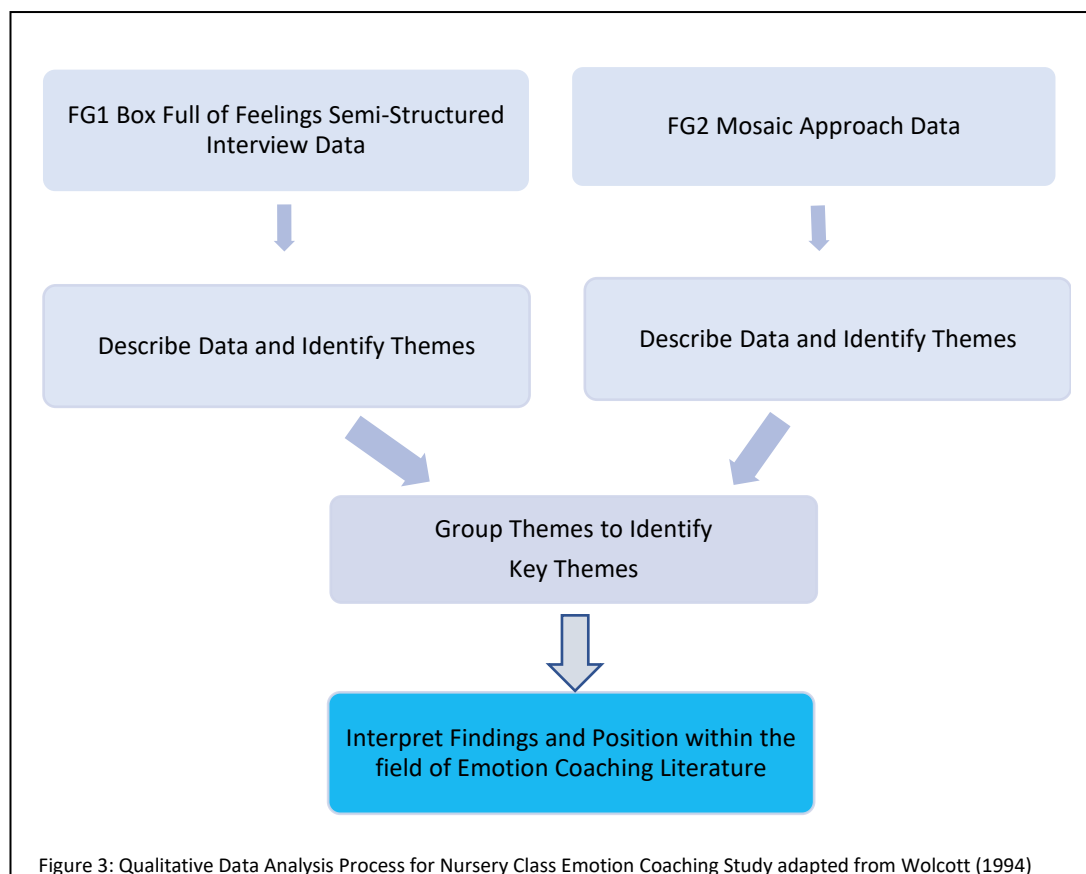 FG1 Box Full of Feelings Semi-Structured
Interview Data
FG2 Mosaic Approach Data
Describe Data and Identify Themes
Describe Data and Identify Themes
Group Themes to Identify
Key Themes
Interpret Findings and Position within the
field of Emotion Coaching Literature
Figure 3: Qualitative Data Analysis Process for Nursery Class Emotion Coaching Study adapted from Wolcott (1994)